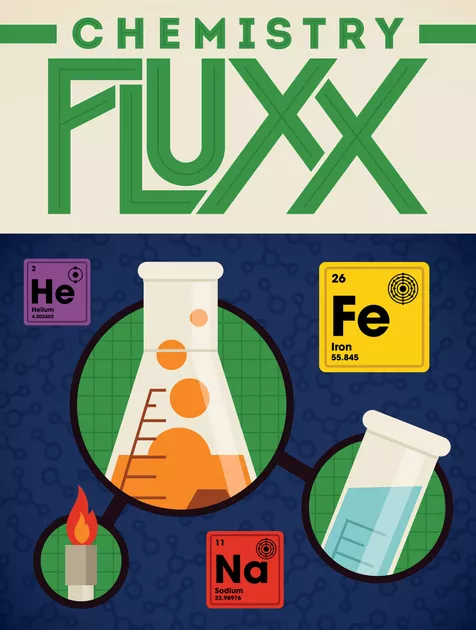 CHEMISTRY
FLUXX
2
He
Helium
4.002602
26
Fe
Iron
55.845
11
Na
Sodium
22.98976